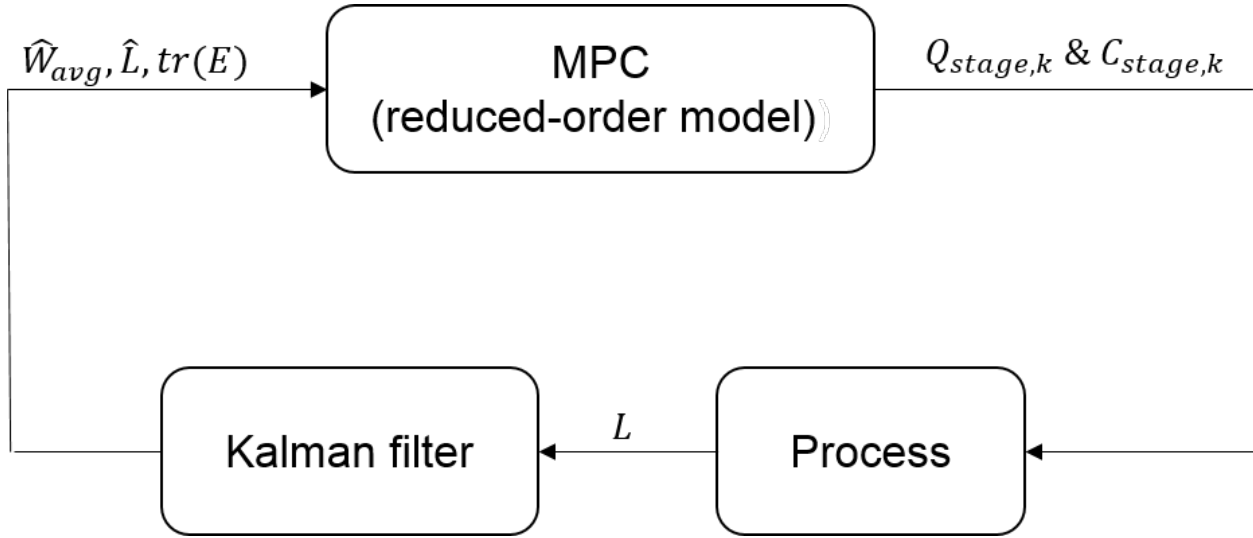 Ŵ_avg, L̂, tr(E)
MPC
(reduced-order model))
Q_stage,k & C_stage,k
Kalman filter
L
Process